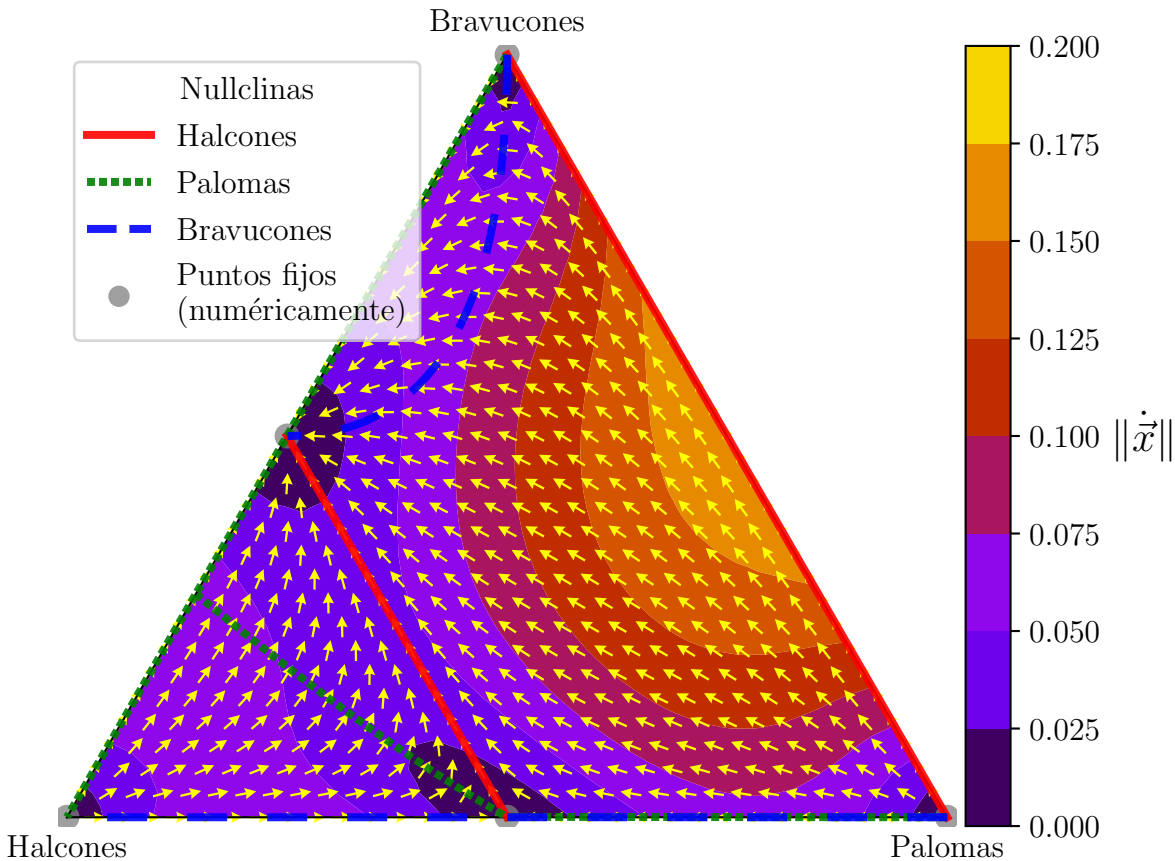 Bravucones
Nullclinas
Halcones
Palomas
Bravucones
Puntos fijos
(numéricamente)
Halcones
Palomas
0.200
0.175
0.150
0.125
0.100
0.075
0.050
0.025
0.000
‖ẋ⃗‖